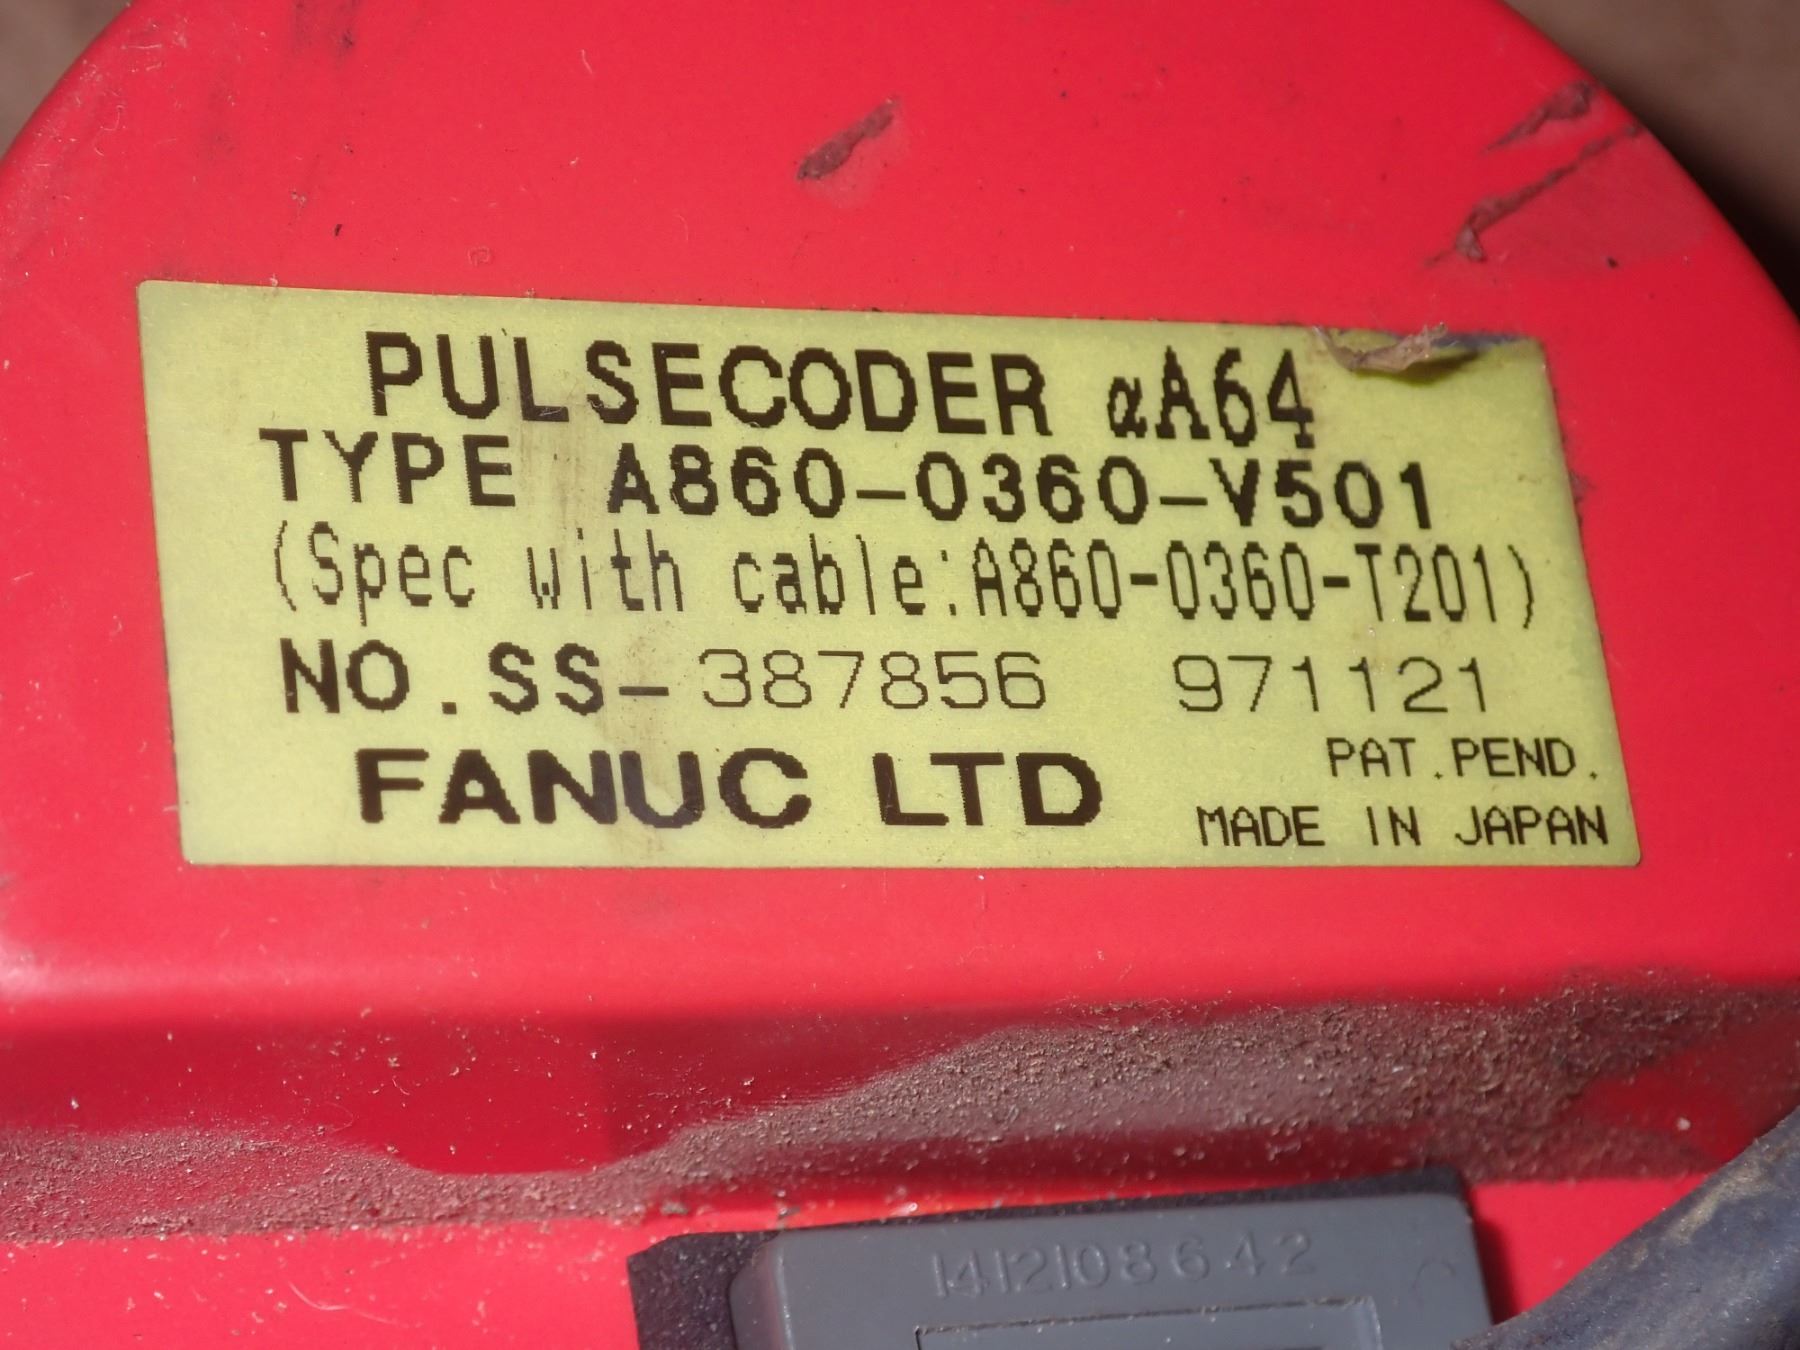 PULSECODER αA64
TYPE A860-0360-V501
(Spec with cable:A860-0360-T201)
NO.SS-387856 971121
FANUC LTD
PAT.PEND.
MADE IN JAPAN
1412108642